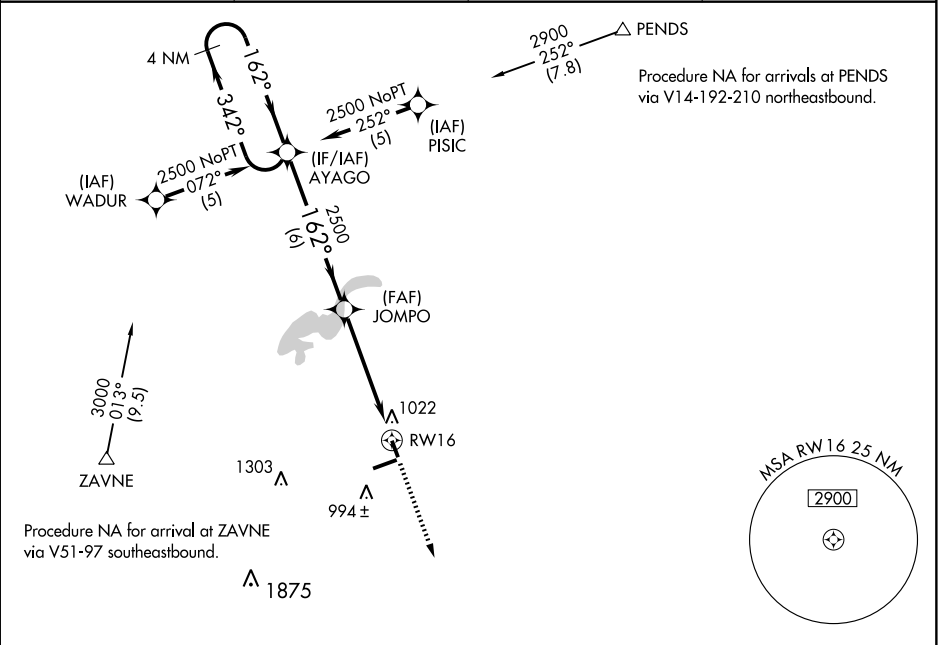 4 NM
162°
342°
2900
252°
(7.8)
PENDS
Procedure NA for arrivals at PENDS
via V14-192-210 northeastbound.
2500 NoPT
252°
(5)
(IAF)
PISIC
(IF/IAF)
AYAGO
(IAF)
WADUR
2500 NoPT
072°
(5)
2500
162°
(6)
(FAF)
JOMPO
3000
013°
(9.5)
ZAVNE
1022
RW16
1303
994 ±
Procedure NA for arrival at ZAVNE
via V51-97 southeastbound.
1875
MSA RW16 25 NM
2900